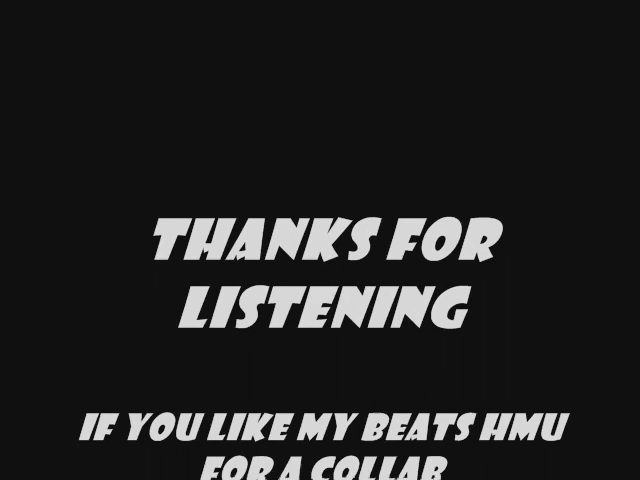 THANKS FOR
LISTENING
IF YOU LIKE MY BEATS HMU
FOR A COLLAB